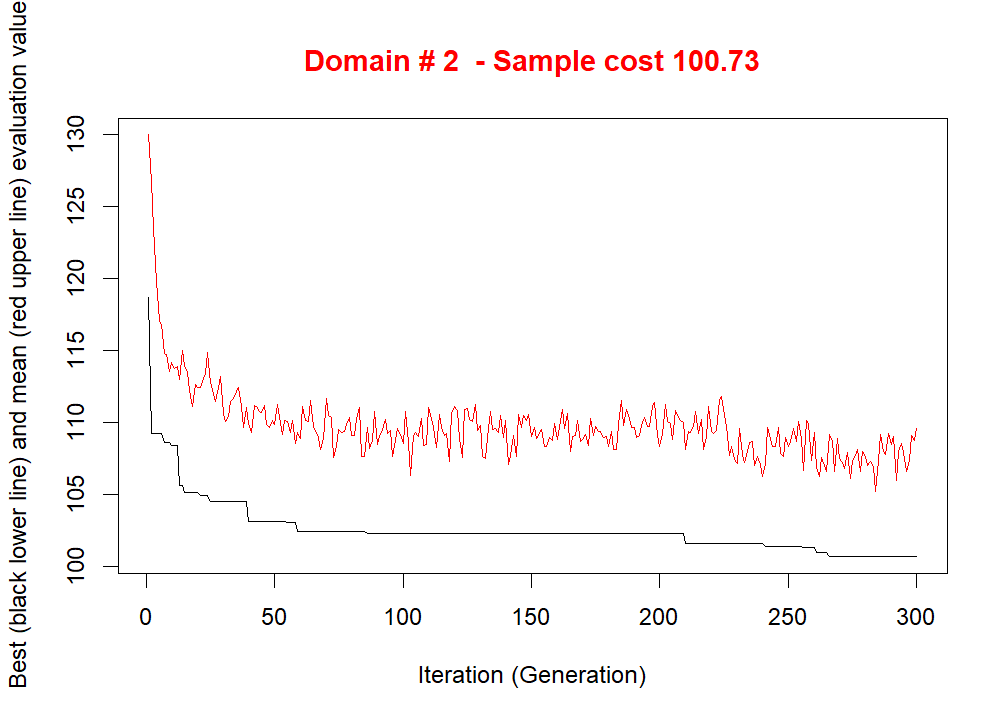 Domain # 2  - Sample cost 100.73
Best (black lower line) and mean (red upper line) evaluation value
130
125
120
115
110
105
100
0 50 100 150 200 250 300
Iteration (Generation)